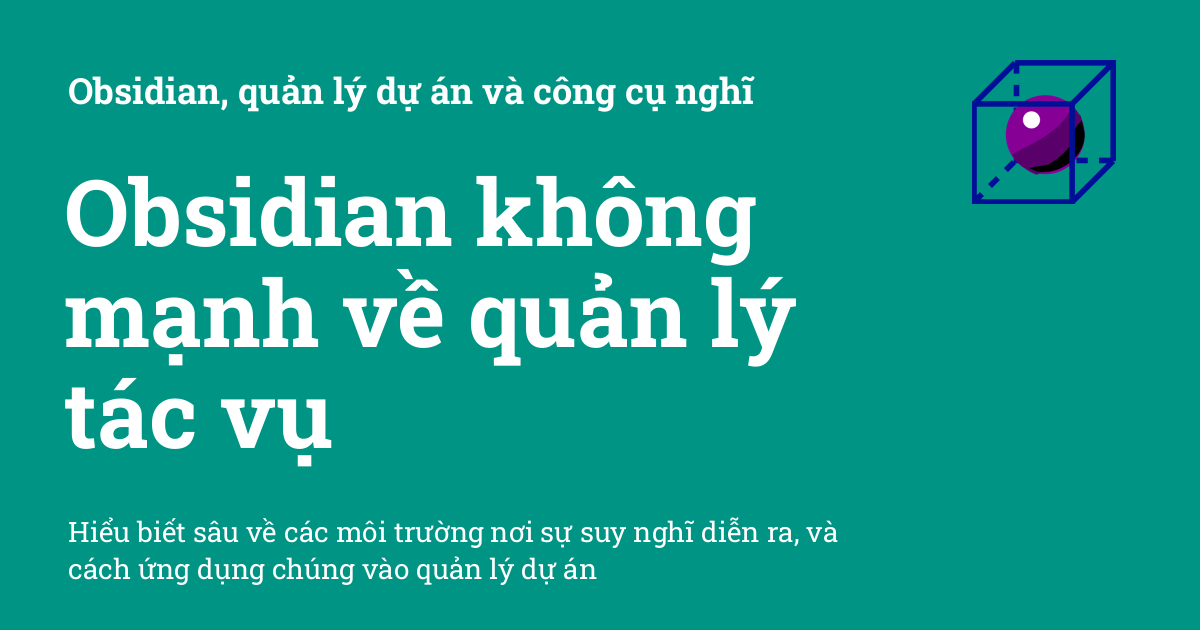 Obsidian, quản lý dự án và công cụ nghĩ
Obsidian không
mạnh về quản lý
tác vụ
Hiểu biết sâu về các môi trường nơi sự suy nghĩ diễn ra, và
cách ứng dụng chúng vào quản lý dự án